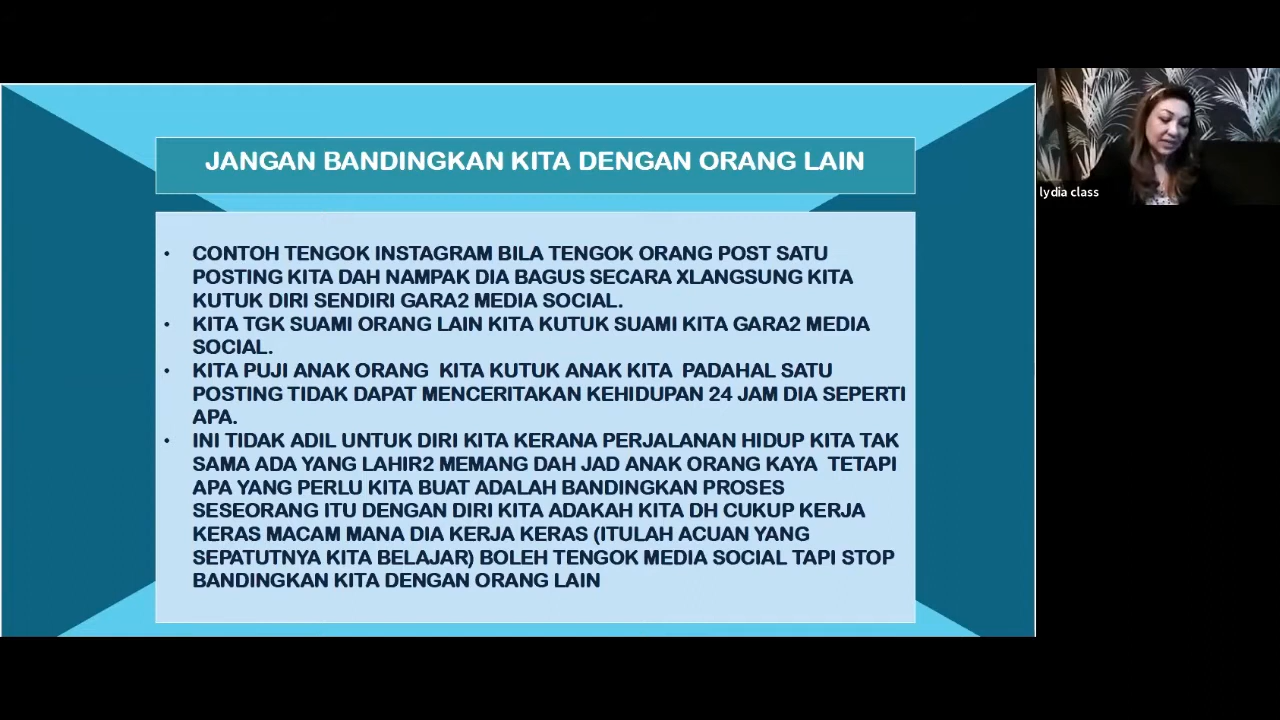 JANGAN BANDINGKAN KITA DENGAN ORANG LAIN
• CONTOH TENGOK INSTAGRAM BILA TENGOK ORANG POST SATU
POSTING KITA DAH NAMPAK DIA BAGUS SECARA XLANGSUNG KITA
KUTUK DIRI SENDIRI GARA2 MEDIA SOCIAL.
• KITA TGK SUAMI ORANG LAIN KITA KUTUK SUAMI KITA GARA2 MEDIA
SOCIAL.
• KITA PUJI ANAK ORANG  KITA KUTUK ANAK KITA  PADAHAL SATU
POSTING TIDAK DAPAT MENCERITAKAN KEHIDUPAN 24 JAM DIA SEPERTI
APA.
• INI TIDAK ADIL UNTUK DIRI KITA KERANA PERJALANAN HIDUP KITA TAK
SAMA ADA YANG LAHIR2 MEMANG DAH JAD ANAK ORANG KAYA  TETAPI
APA YANG PERLU KITA BUAT ADALAH BANDINGKAN PROSES
SESEORANG ITU DENGAN DIRI KITA ADAKAH KITA DH CUKUP KERJA
KERAS MACAM MANA DIA KERJA KERAS (ITULAH ACUAN YANG
SEPATUTNYA KITA BELAJAR) BOLEH TENGOK MEDIA SOCIAL TAPI STOP
BANDINGKAN KITA DENGAN ORANG LAIN
lydia class